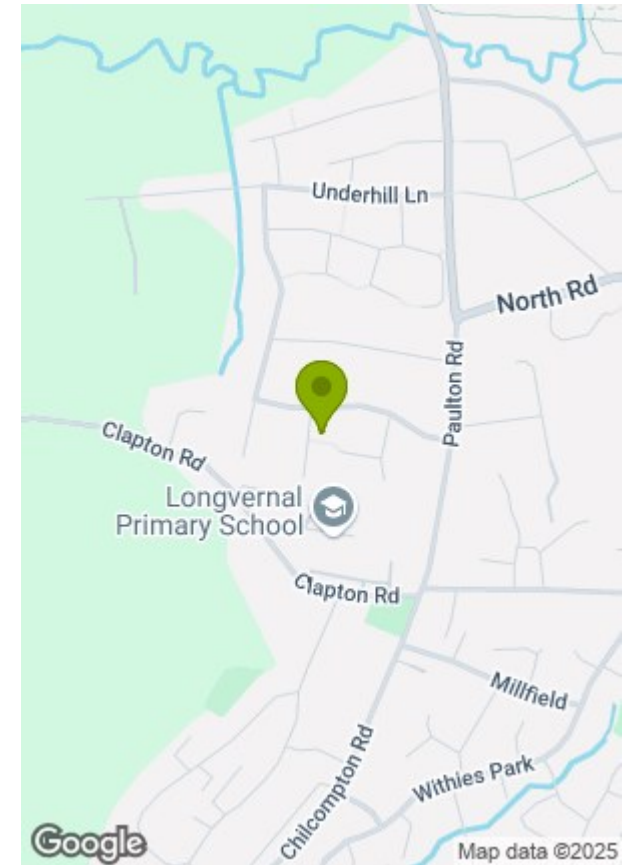 Underhill Ln
North Rd
Paulton Rd
Clapton Rd
Longvernal
Primary School
Clapton Rd
Millfield
Withies Park
Chilcompton Rd
Google
Map data ©2025